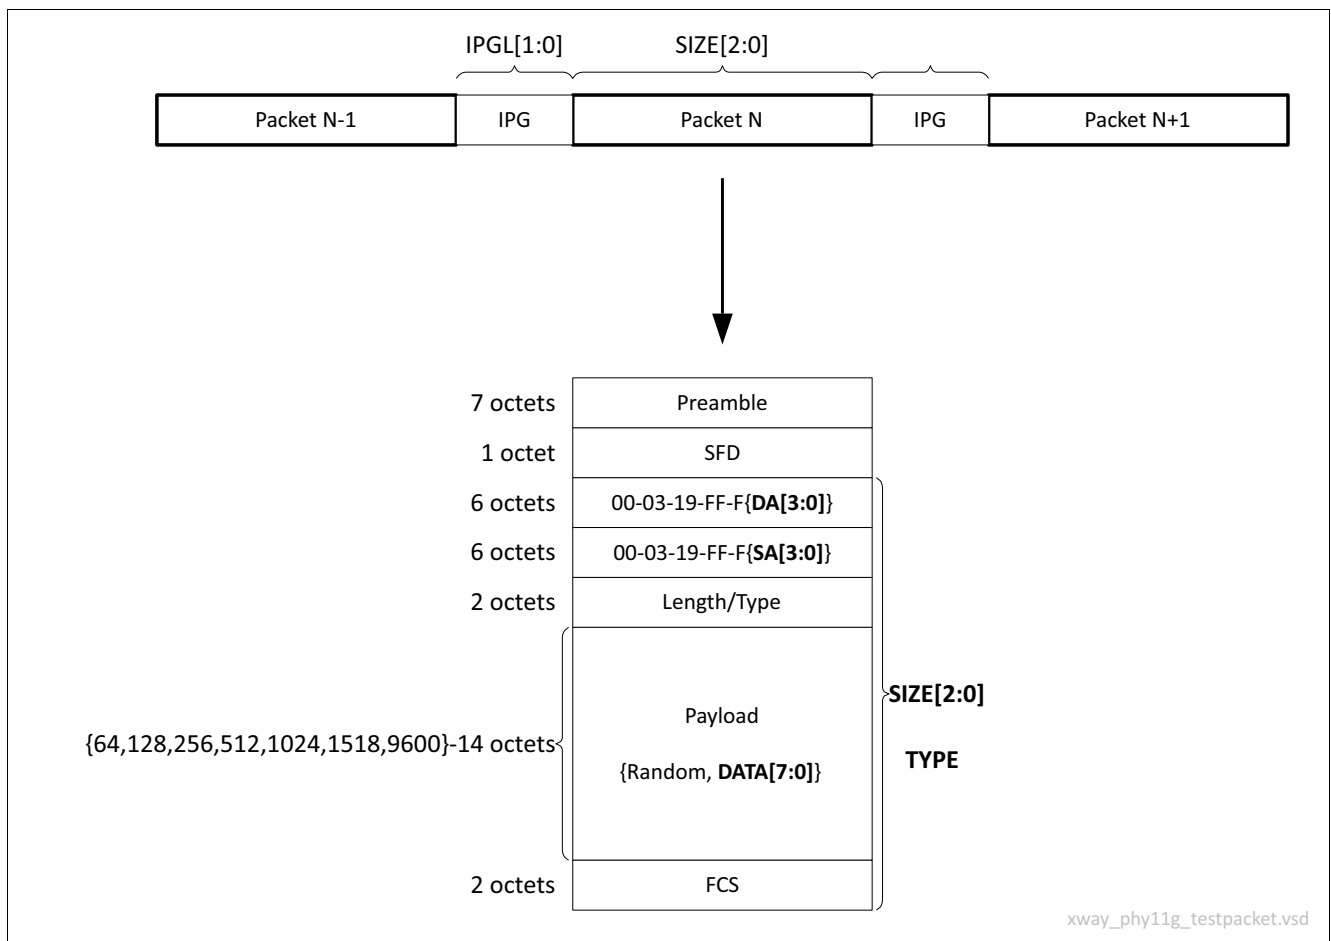 IPGL[1:0] SIZE[2:0]
Packet N-1 IPG Packet N IPG Packet N+1
7 octets Preamble
1 octet SFD
6 octets 00-03-19-FF-F{DA[3:0]}
6 octets 00-03-19-FF-F{SA[3:0]}
2 octets Length/Type
SIZE[2:0]
Payload
{64,128,256,512,1024,1518,9600}-14 octets
TYPE
{Random, DATA[7:0]}
2 octets FCS
xway_phy11g_testpacket.vsd